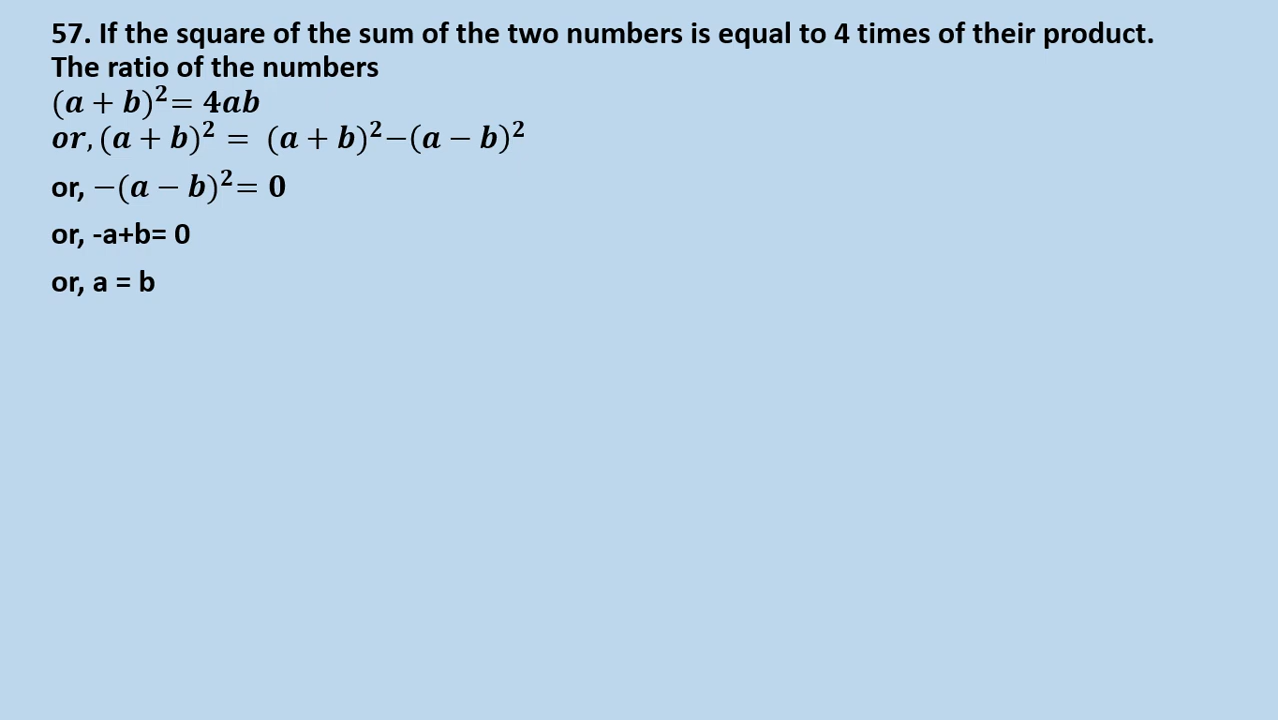 57. If the square of the sum of the two numbers is equal to 4 times of their product.
The ratio of the numbers
(a + b)²= 4ab
or, (a + b)² = (a + b)²−(a − b)²
or, −(a − b)²= 0
or, -a+b= 0
or, a = b